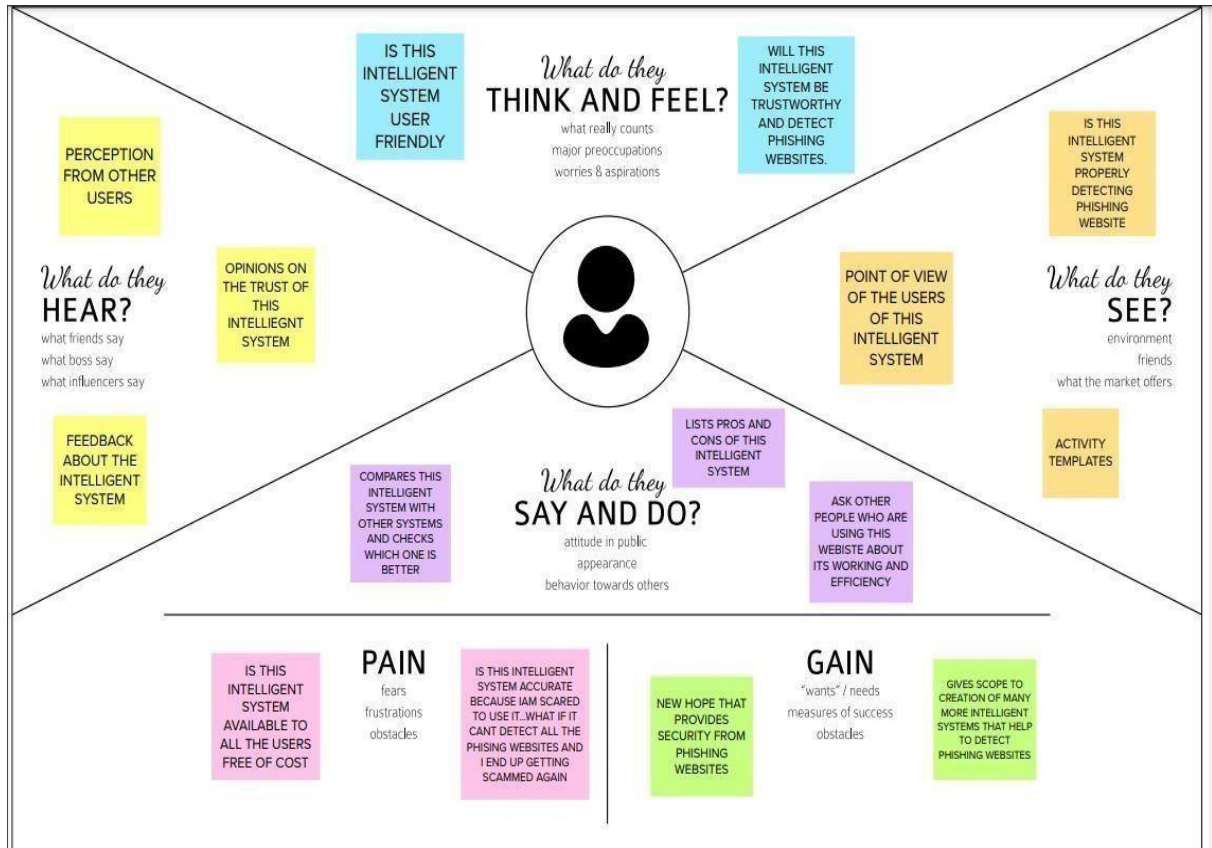 IS THIS
INTELLIGENT
SYSTEM
USER
FRIENDLY
What do they
THINK AND FEEL?
what really counts
major preoccupations
worries & aspirations
WILL THIS
INTELLIGENT
SYSTEM BE
TRUSTWORTHY
AND DETECT
PHISHING
WEBSITES.
PERCEPTION
FROM OTHER
USERS
What do they
HEAR?
what friends say
what boss say
what influencers say
OPINIONS ON
THE TRUST OF
THIS
INTELLIEGNT
SYSTEM
FEEDBACK
ABOUT THE
INTELLIGENT
SYSTEM
IS THIS
INTELLIGENT
SYSTEM
PROPERLY
DETECTING
PHISHING
WEBSITE
POINT OF VIEW
OF THE USERS
OF THIS
INTELLIGENT
SYSTEM
What do they
SEE?
environment
friends
what the market offers
ACTIVITY
TEMPLATES
COMPARES THIS
INTELLIGENT
SYSTEM WITH
OTHER SYSTEMS
AND CHECKS
WHICH ONE IS
BETTER
What do they
SAY AND DO?
attitude in public
appearance
behavior towards others
LISTS PROS AND
CONS OF THIS
INTELLIGENT
SYSTEM
ASK OTHER
PEOPLE WHO ARE
USING THIS
WEBISTE ABOUT
ITS WORKING AND
EFFICIENCY
IS THIS
INTELLIGENT
SYSTEM
AVAILABLE TO
ALL THE USERS
FREE OF COST
PAIN
fears
frustrations
obstacles
IS THIS INTELLIGENT
SYSTEM ACCURATE
BECAUSE IAM SCARED
TO USE IT...WHAT IF IT
CANT DETECT ALL THE
PHISING WEBSITES AND
I END UP GETTING
SCAMMED AGAIN
NEW HOPE THAT
PROVIDES
SECURITY FROM
PHISHING
WEBSITES
GAIN
"wants" / needs
measures of success
obstacles
GIVES SCOPE TO
CREATION OF MANY
MORE INTELLIGENT
SYSTEMS THAT HELP
TO DETECT
PHISHING WEBSITES